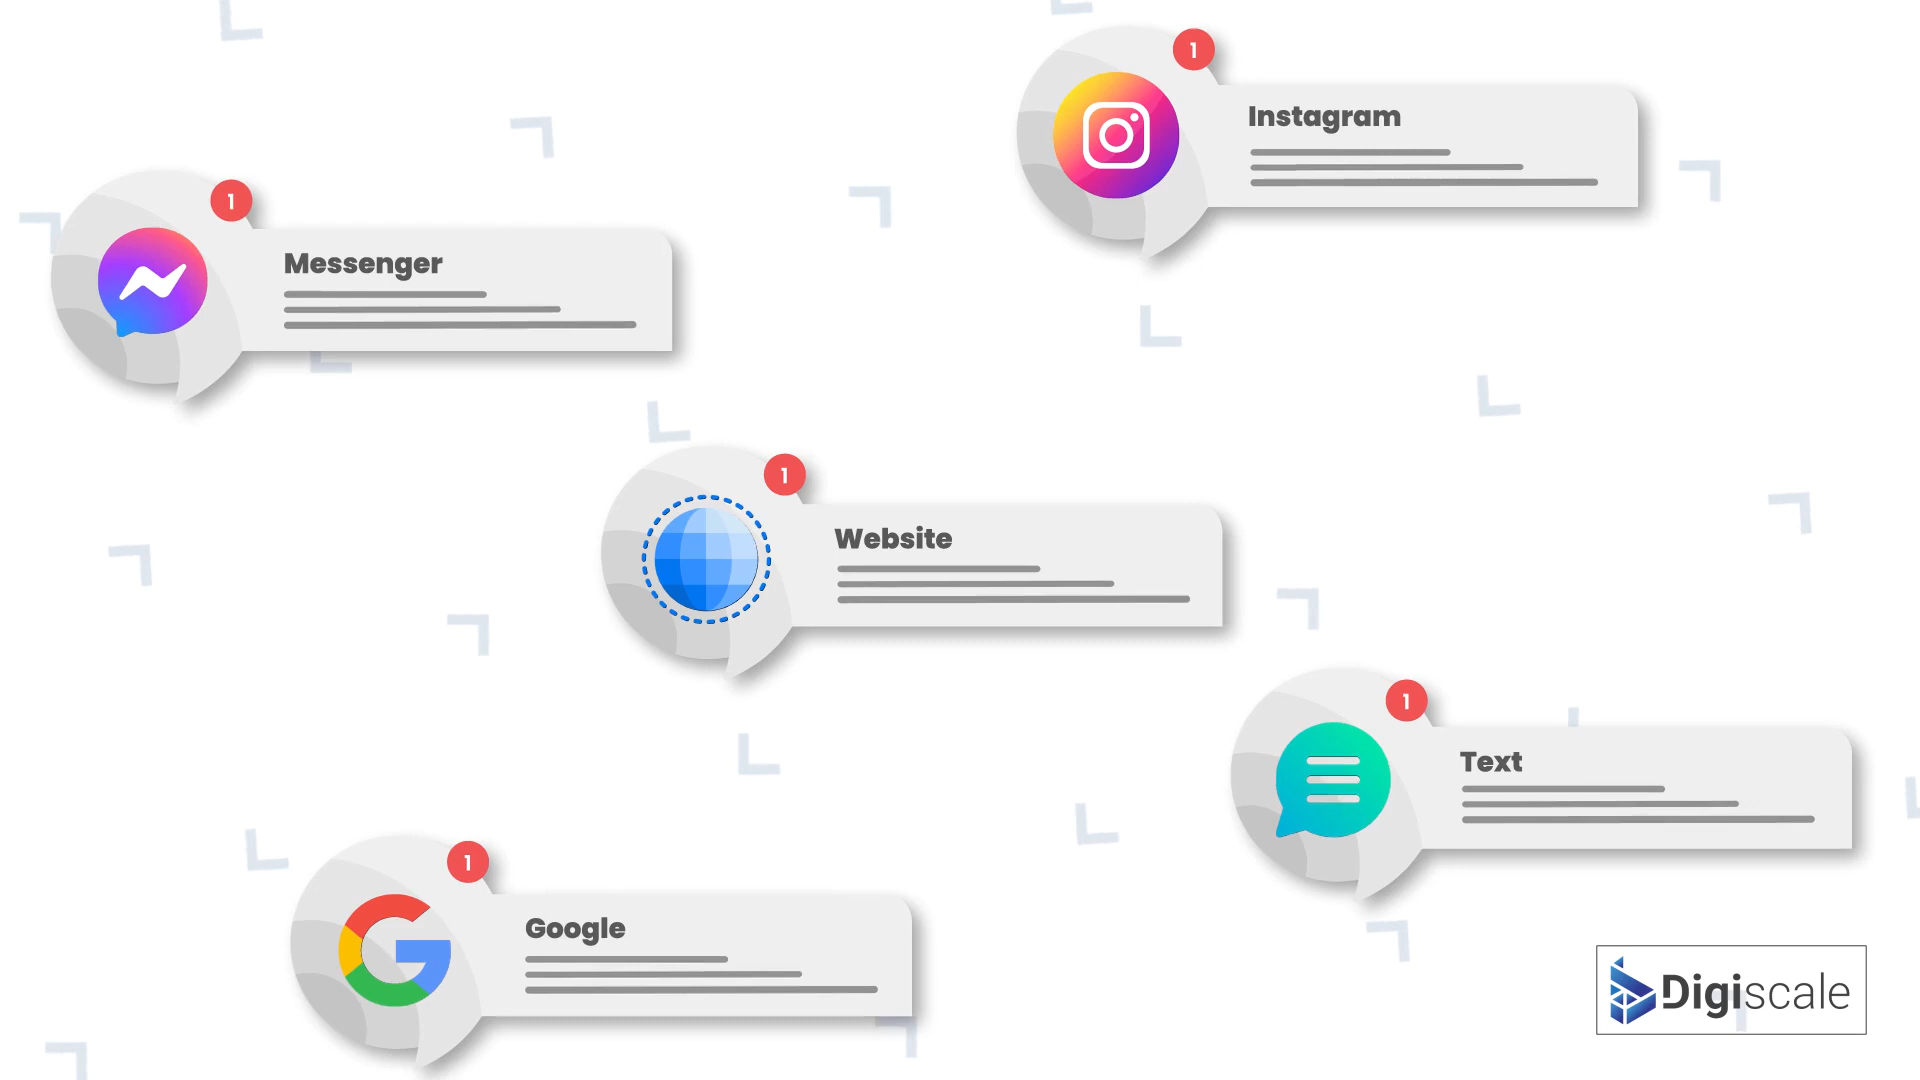 1
Instagram
1
Messenger
1
Website
1
Text
1
Google
Digiscale